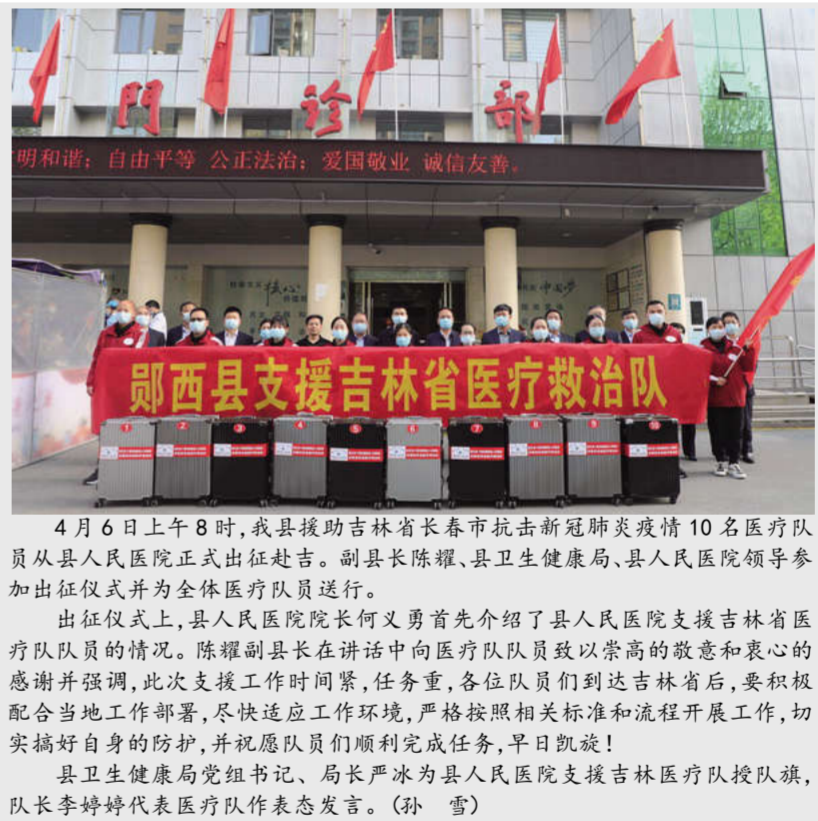 門诊部
明和谐；自由平等 公正法治；爱国敬业 诚信友善。
核心
中国梦
郧西县支援吉林省医疗救治队
1 2 3 4 5 6 7 8 9 10
4月6日上午8时,我县援助吉林省长春市抗击新冠肺炎疫情10名医疗队
员从县人民医院正式出征赴吉。副县长陈耀、县卫生健康局、县人民医院领导参
加出征仪式并为全体医疗队员送行。
出征仪式上,县人民医院院长何义勇首先介绍了县人民医院支援吉林省医
疗队队员的情况。陈耀副县长在讲话中向医疗队队员致以崇高的敬意和衷心的
感谢并强调,此次支援工作时间紧,任务重,各位队员们到达吉林省后,要积极
配合当地工作部署,尽快适应工作环境,严格按照相关标准和流程开展工作,切
实搞好自身的防护,并祝愿队员们顺利完成任务,早日凯旋!
县卫生健康局党组书记、局长严冰为县人民医院支援吉林医疗队授队旗,
队长李婷婷代表医疗队作表态发言。(孙 雪)